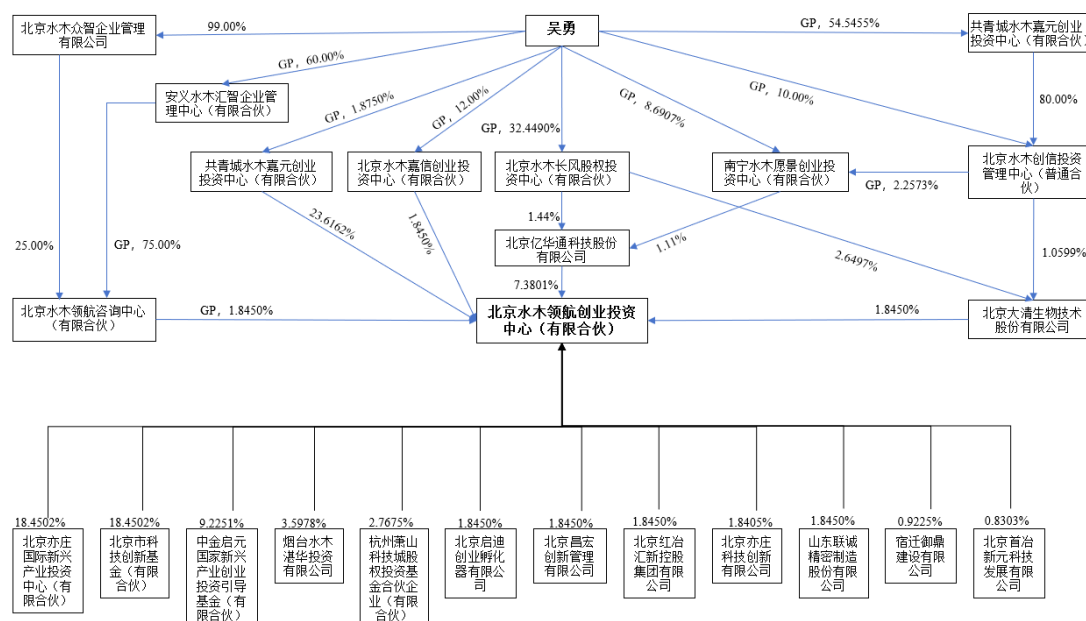 北京水木众智企业管理
有限公司
99.00%
吴勇
GP，54.5455%
共青城水木嘉元创业
投资中心（有限合伙）
GP，60.00%
安义水木汇智企业管
理中心（有限合伙）
GP，1.8750%
GP，12.00%
GP，32.4490%
GP，8.6907%
GP，10.00%
80.00%
共青城水木嘉元创业
投资中心（有限合伙）
北京水木嘉信创业投
资中心（有限合伙）
北京水木长风股权投
资中心（有限合伙）
南宁水木愿景创业投
资中心（有限合伙）
GP，2.2573%
北京水木创信投资
管理中心（普通合
伙）
25.00%
GP，75.00%
23.6162%
1.8450%
1.44%
1.11%
北京亿华通科技股份
有限公司
2.6497%
1.0599%
7.3801%
北京水木领航咨询中心
（有限合伙）
GP，1.8450%
北京水木领航创业投资
中心（有限合伙）
1.8450%
北京大清生物技术
股份有限公司
18.4502%
18.4502%
9.2251%
3.5978%
2.7675%
1.8450%
1.8450%
1.8450%
1.8405%
1.8450%
0.9225%
0.8303%
北京亦庄
国际新兴
产业投资
中心（有
限合伙）
北京市科
技创新基
金（有限
合伙）
中金启元
国家新兴
产业创业
投资引导
基金（有
限合伙）
烟台水木
湛华投资
有限公司
杭州萧山
科技城股
权投资基
金合伙企
业（有限
合伙）
北京启迪
创业孵化
器有限公
司
北京昌宏
创新管理
有限公司
北京红冶
汇新控股
集团有限
公司
北京亦庄
科技创新
有限公司
山东联诚
精密制造
股份有限
公司
宿迁御鼎
建设有限
公司
北京首冶
新元科技
发展有限
公司